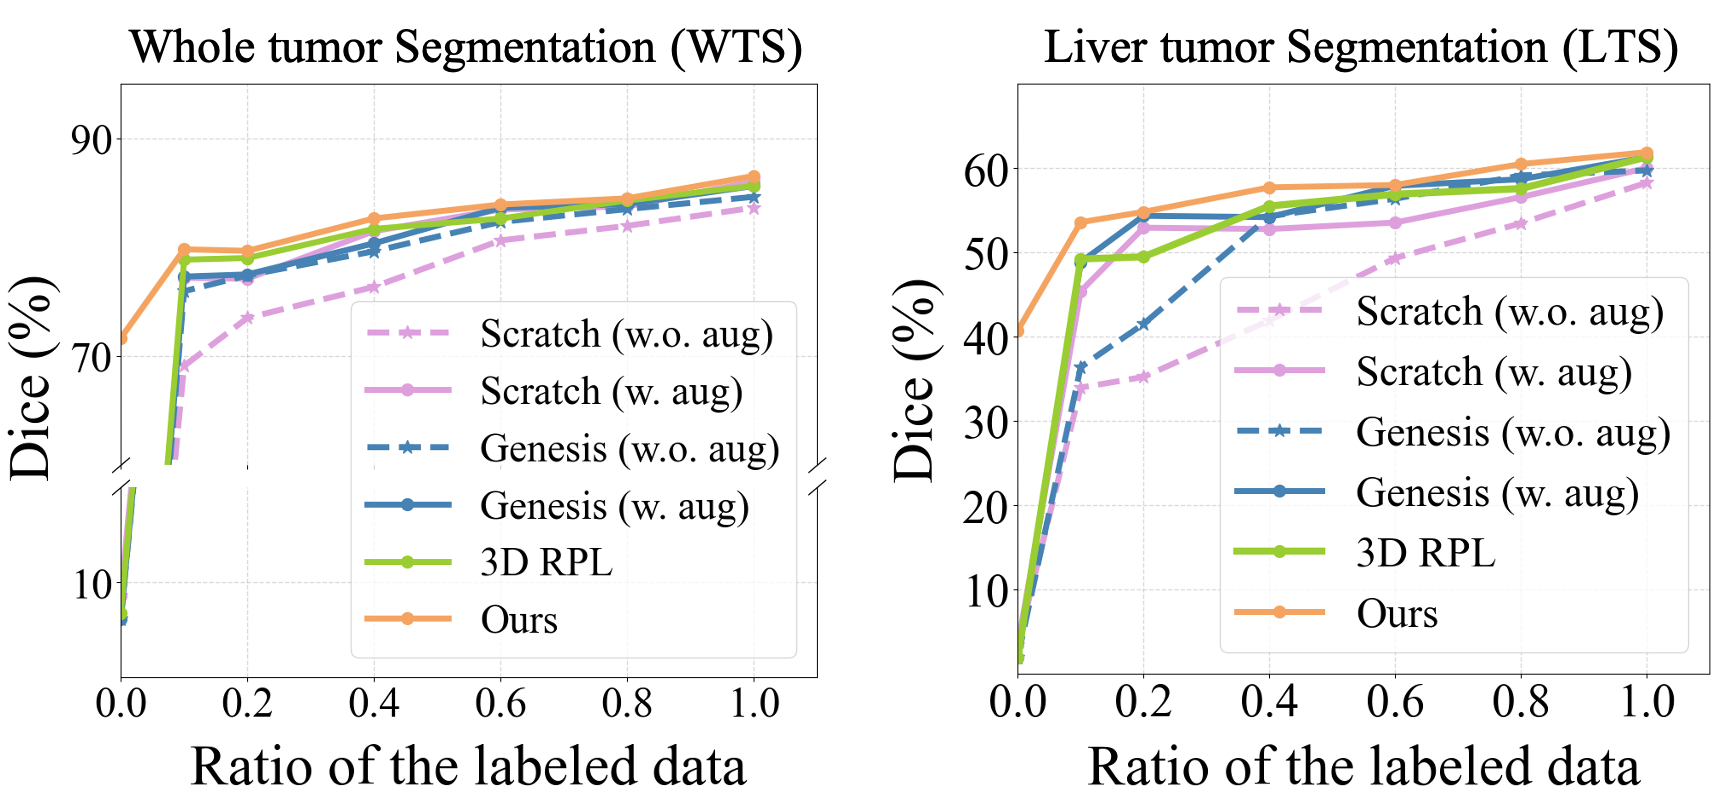 Whole tumor Segmentation (WTS)
Dice (%)
90
70
10
Scratch (w.o. aug)
Scratch (w. aug)
Genesis (w.o. aug)
Genesis (w. aug)
3D RPL
Ours
0.0 0.2 0.4 0.6 0.8 1.0
Ratio of the labeled data
Liver tumor Segmentation (LTS)
Dice (%)
60
50
40
30
20
10
Scratch (w.o. aug)
Scratch (w. aug)
Genesis (w.o. aug)
Genesis (w. aug)
3D RPL
Ours
0.0 0.2 0.4 0.6 0.8 1.0
Ratio of the labeled data